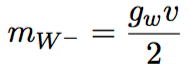 m_{W^-} = \frac{g_w v}{2}